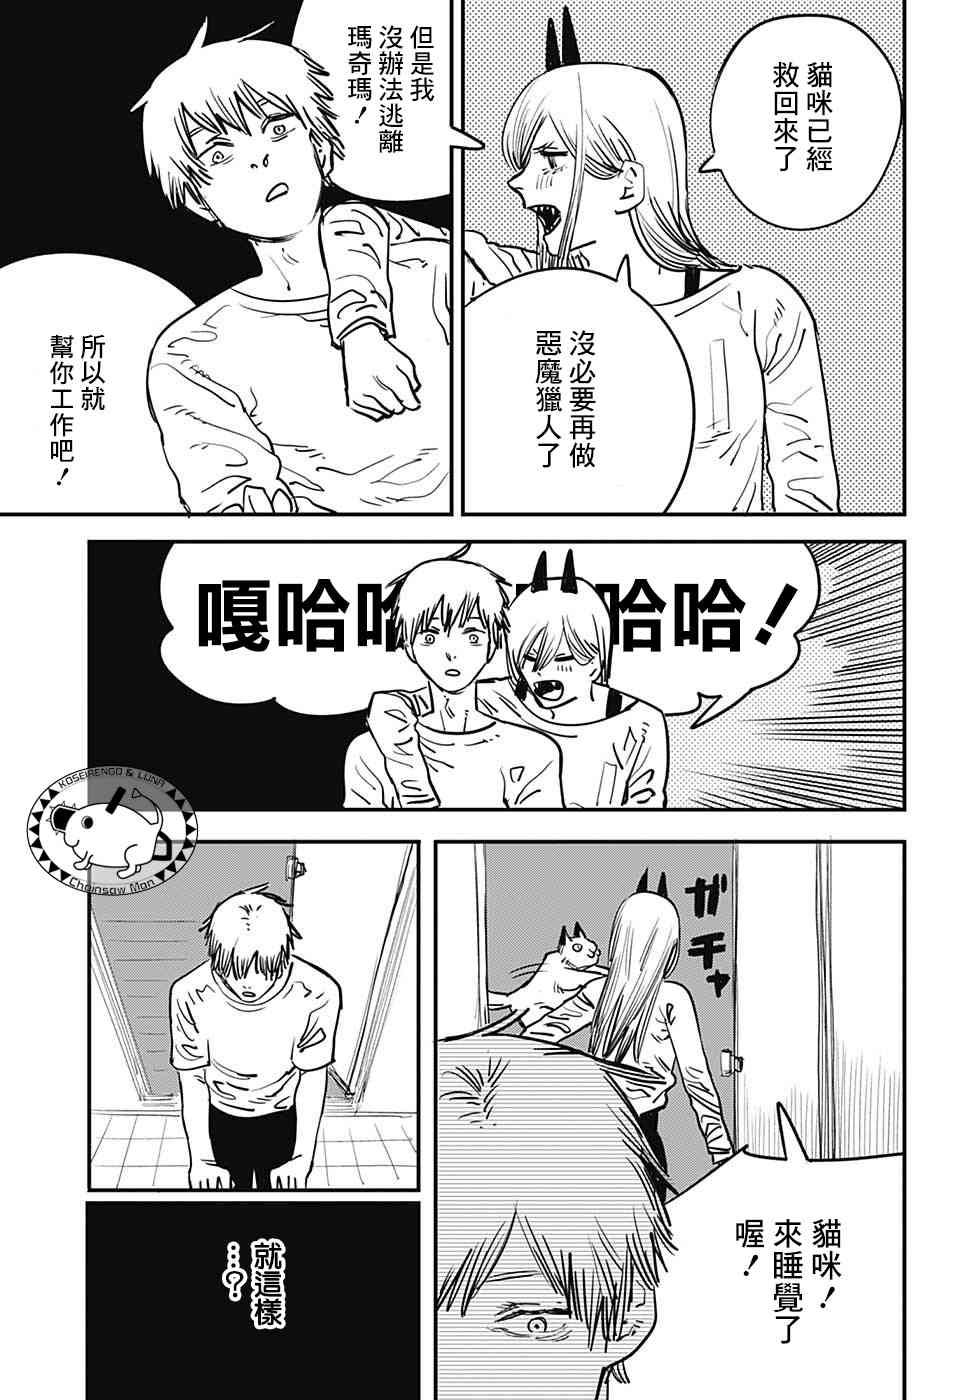 貓咪已經
救回來了
沒必要再做
惡魔獵人了
但是我
沒辦法逃離
瑪奇瑪！
所以就
幫你工作吧！
嘎哈哈
哈哈！
ガチャ
貓咪！
來睡覺了
喔！
就這樣
…？
KOSEIRENGO & LUNA
Chainsaw Man